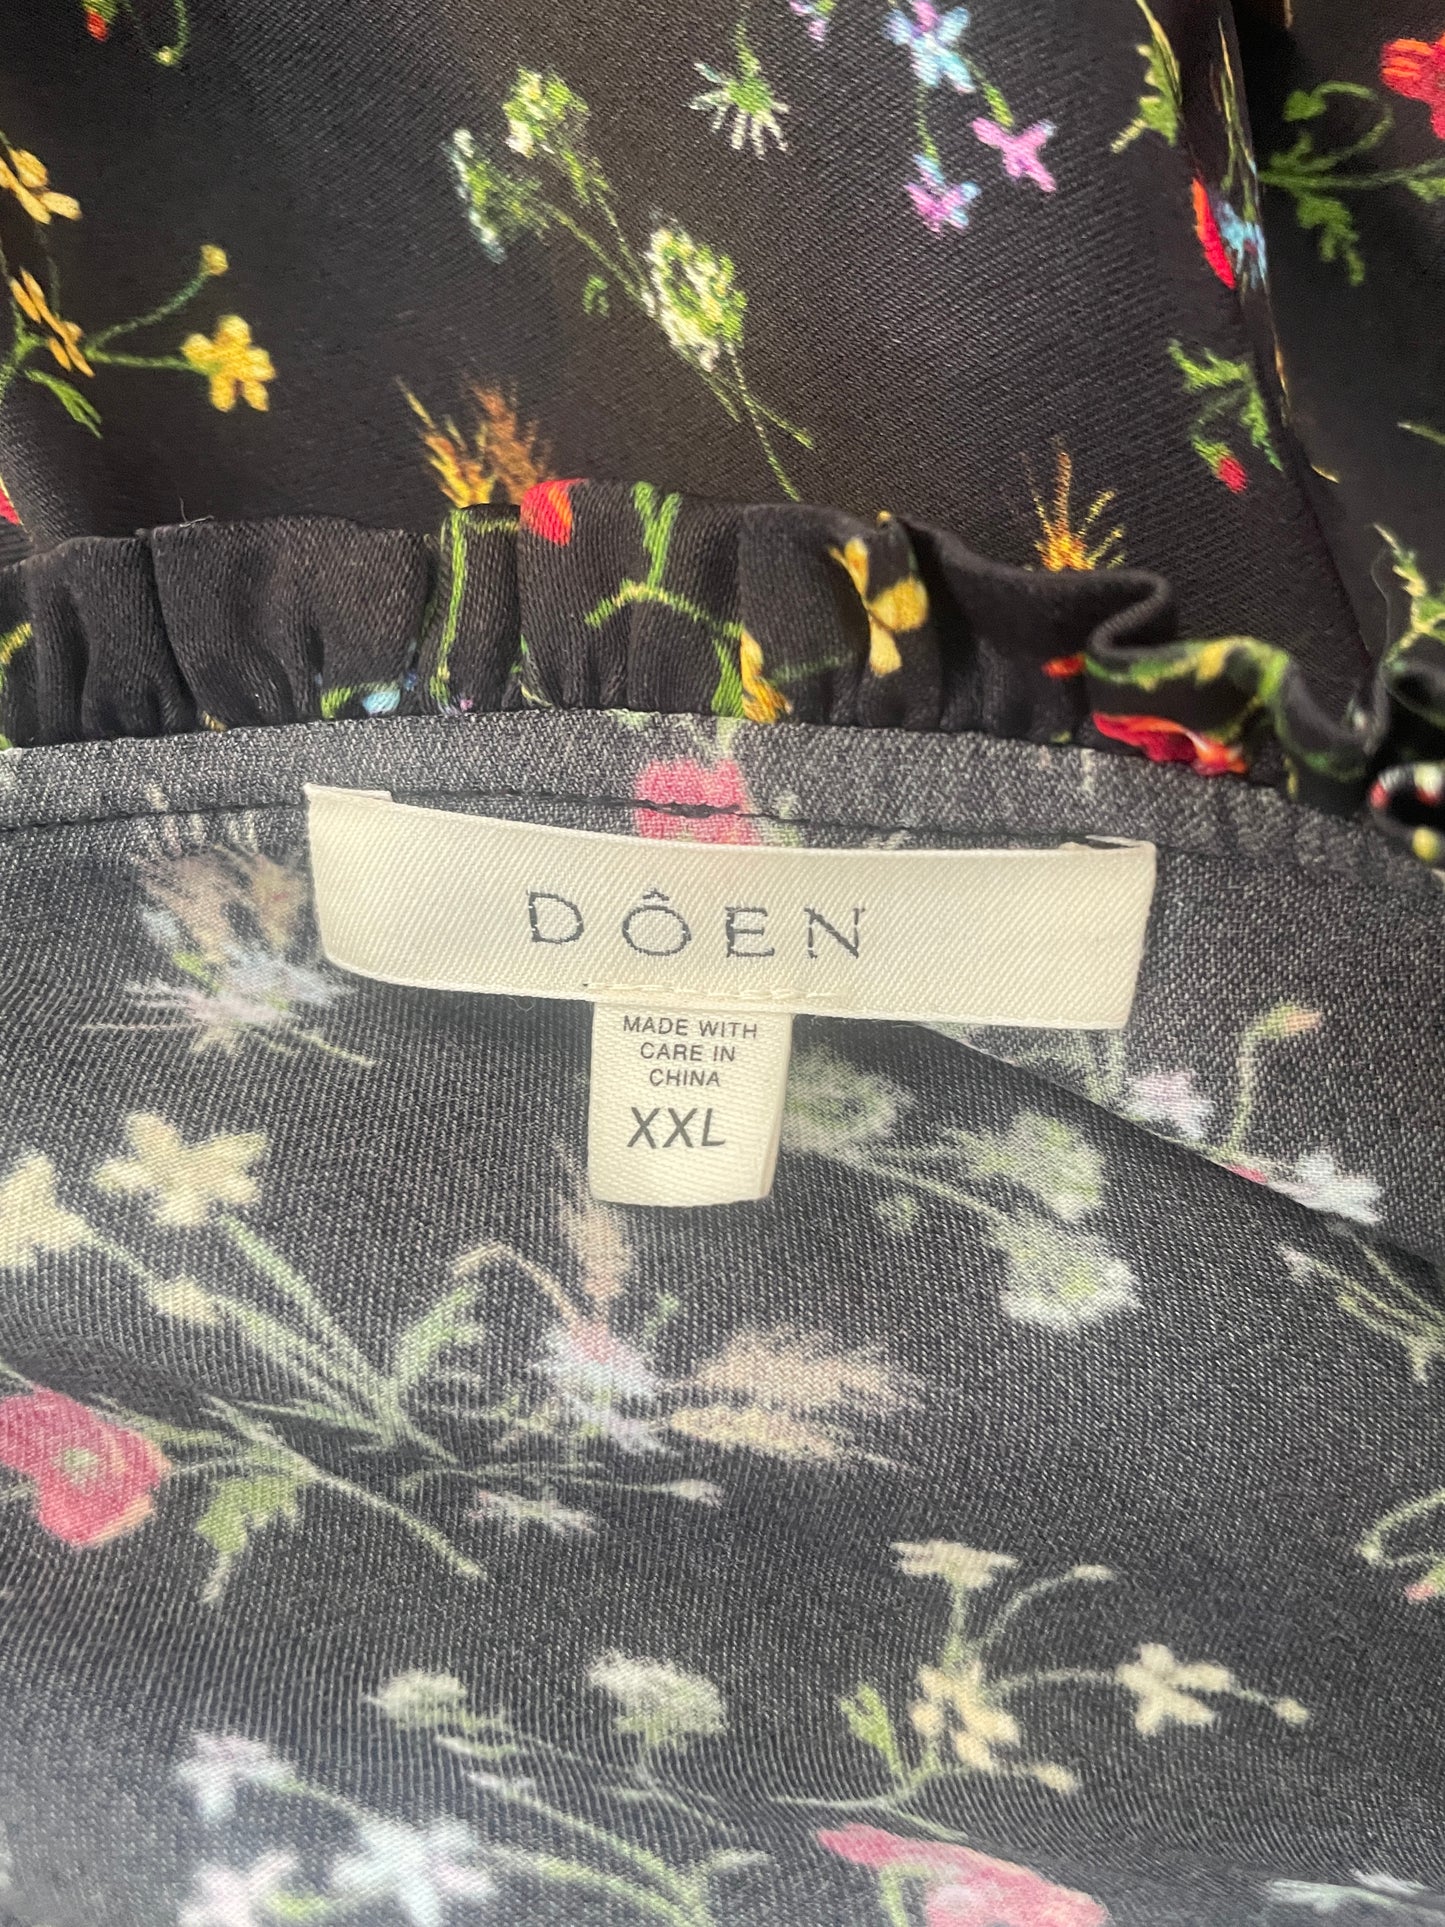 DÔEN
MADE WITH
CARE IN
CHINA
XXL